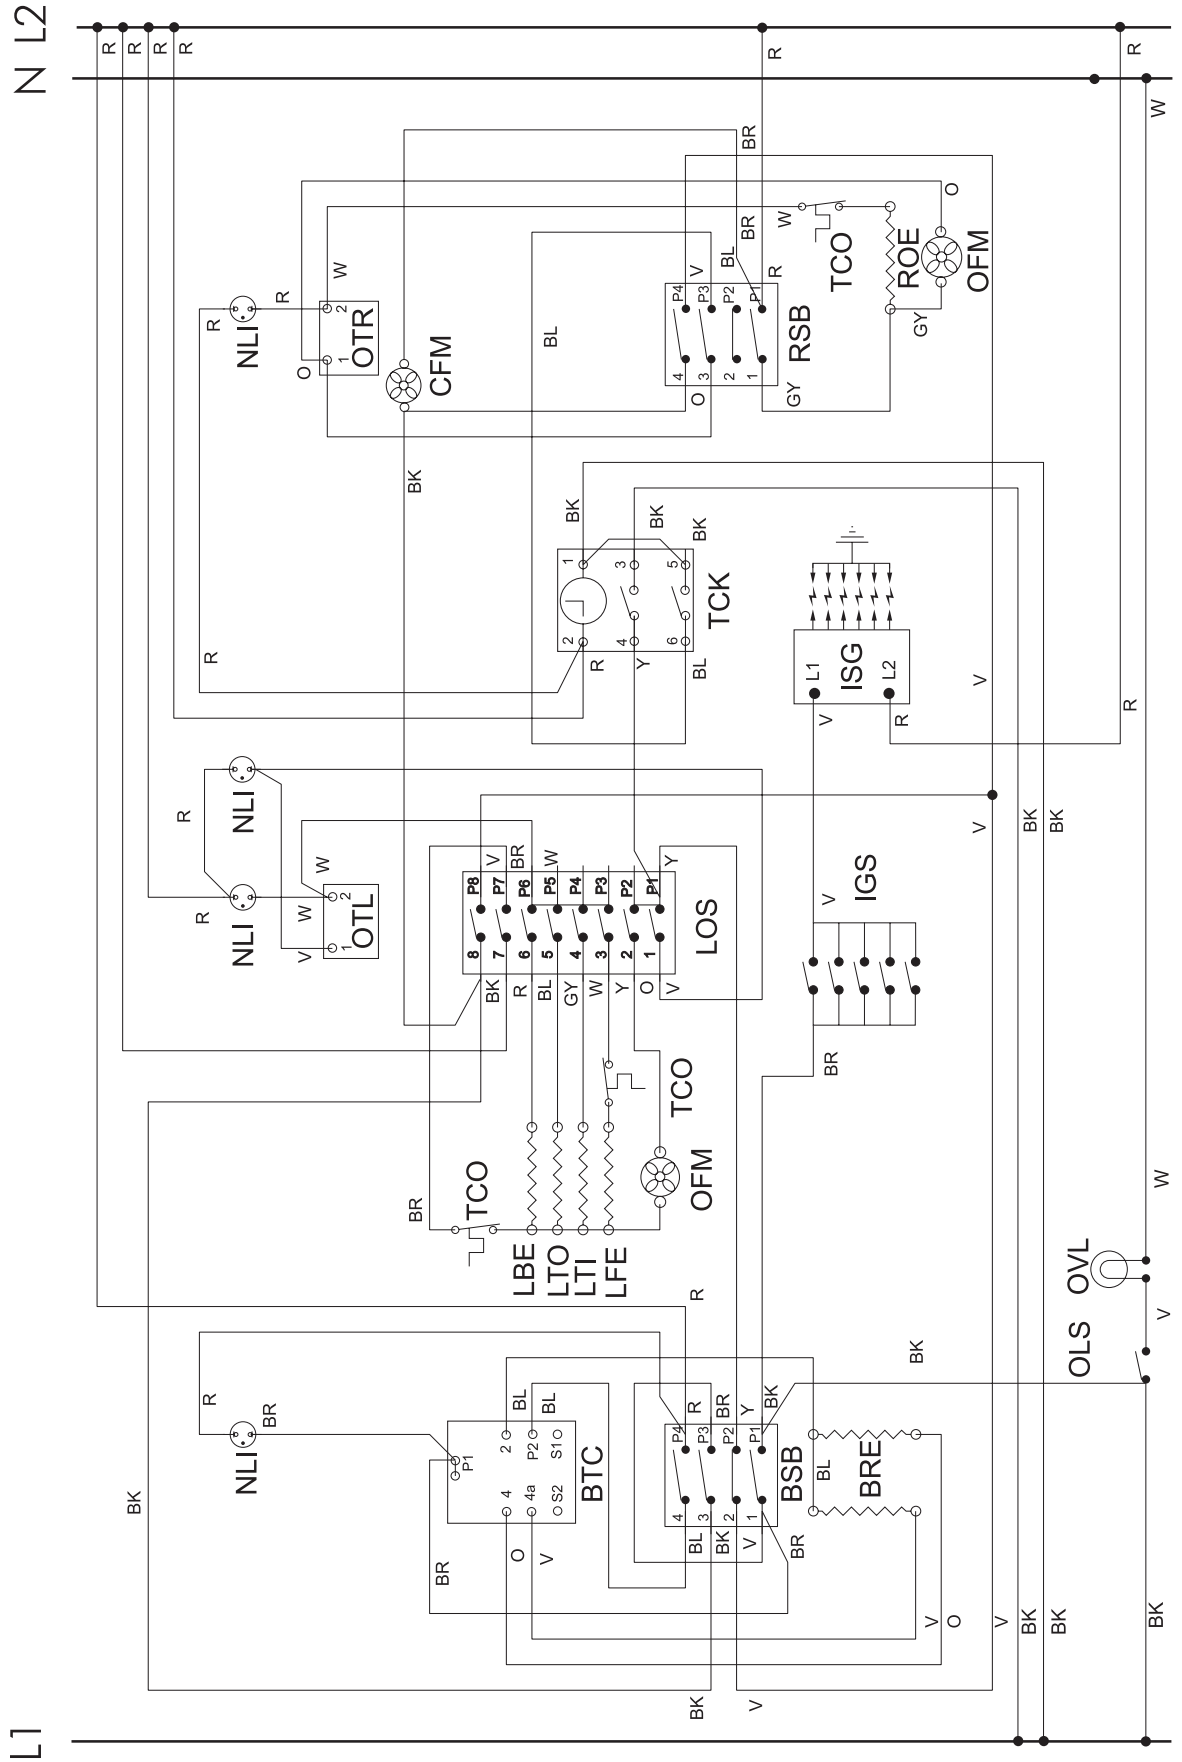 L2
N
R
R
R
R
R
R
W
BR
O
W
R
R
NLI
W
O
2
1
OTR
CFM
BK
BL
V
BL
BR
R
P4
P3
P2
P1
4
3
2
1
O
GY
RSB
W
TCO
ROE
OFM
GY
BK
BK
BK
1
3
5
2
4
6
TCK
R
R
Y
BL
L1
L2
ISG
V
R
V
R
R
NLI
R
NLI
W
W
V
2
1
OTL
V
BR
W
Y
P8
P7
P6
P5
P4
P3
P2
P1
8
7
6
5
4
3
2
1
LOS
BK
R
BL
GY
W
Y
O
V
V
BK
BK
V
IGS
BR
TCO
BR
TCO
OFM
LBE
LTO
LTI
LFE
W
OVL
V
OLS
R
BK
R
BR
NLI
BL
BL
P1
2
P2
S1
4
4a
S2
BTC
R
BR
Y
BK
P4
P3
P2
P1
4
3
2
1
BSB
BL
BK
V
BR
BL
BRE
BK
BR
O
V
V
O
V
BK
BK
BK
BK
V
L1